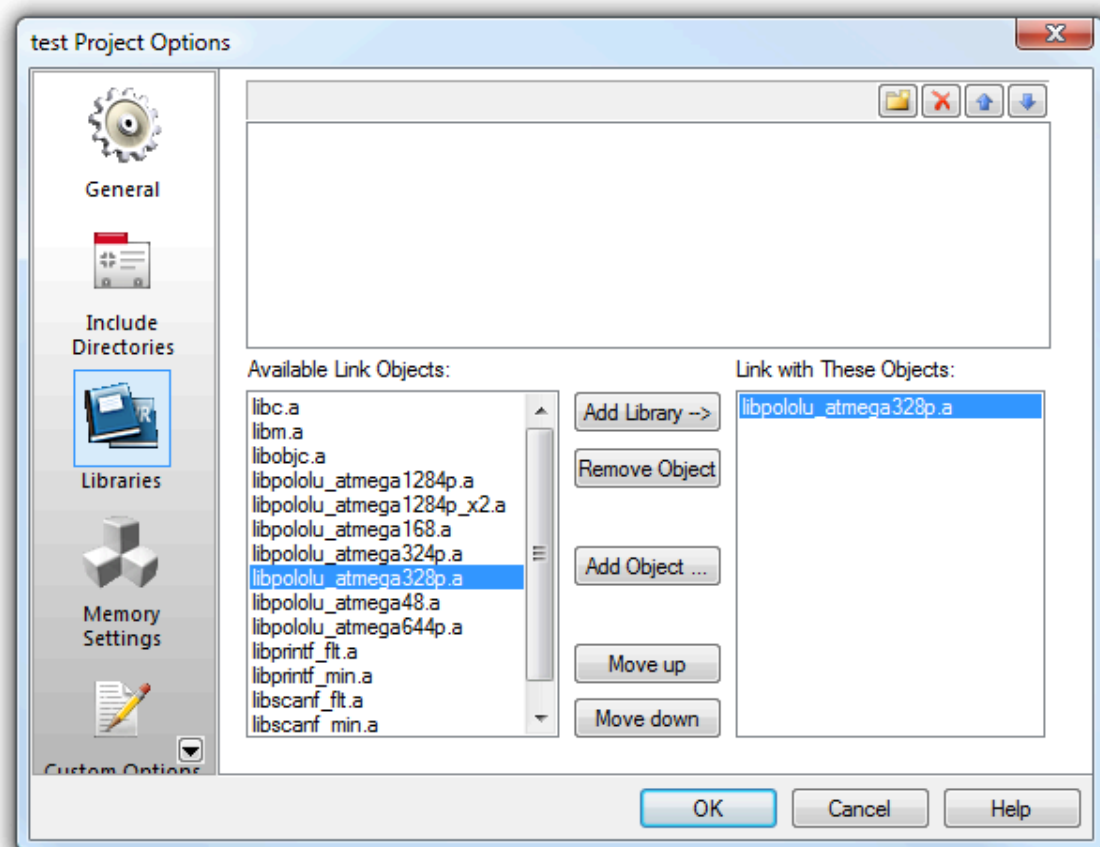 test Project Options
General
Include
Directories
Libraries
Memory
Settings
Custom Options
Available Link Objects:
libc.a
libm.a
libobjc.a
libpololu_atmega1284p.a
libpololu_atmega1284p_x2.a
libpololu_atmega168.a
libpololu_atmega324p.a
libpololu_atmega328p.a
libpololu_atmega48.a
libpololu_atmega644p.a
libprintf_flt.a
libprintf_min.a
libscanf_flt.a
libscanf_min.a
Add Library -->
Remove Object
Add Object ...
Move up
Move down
Link with These Objects:
libpololu_atmega328p.a
OK
Cancel
Help